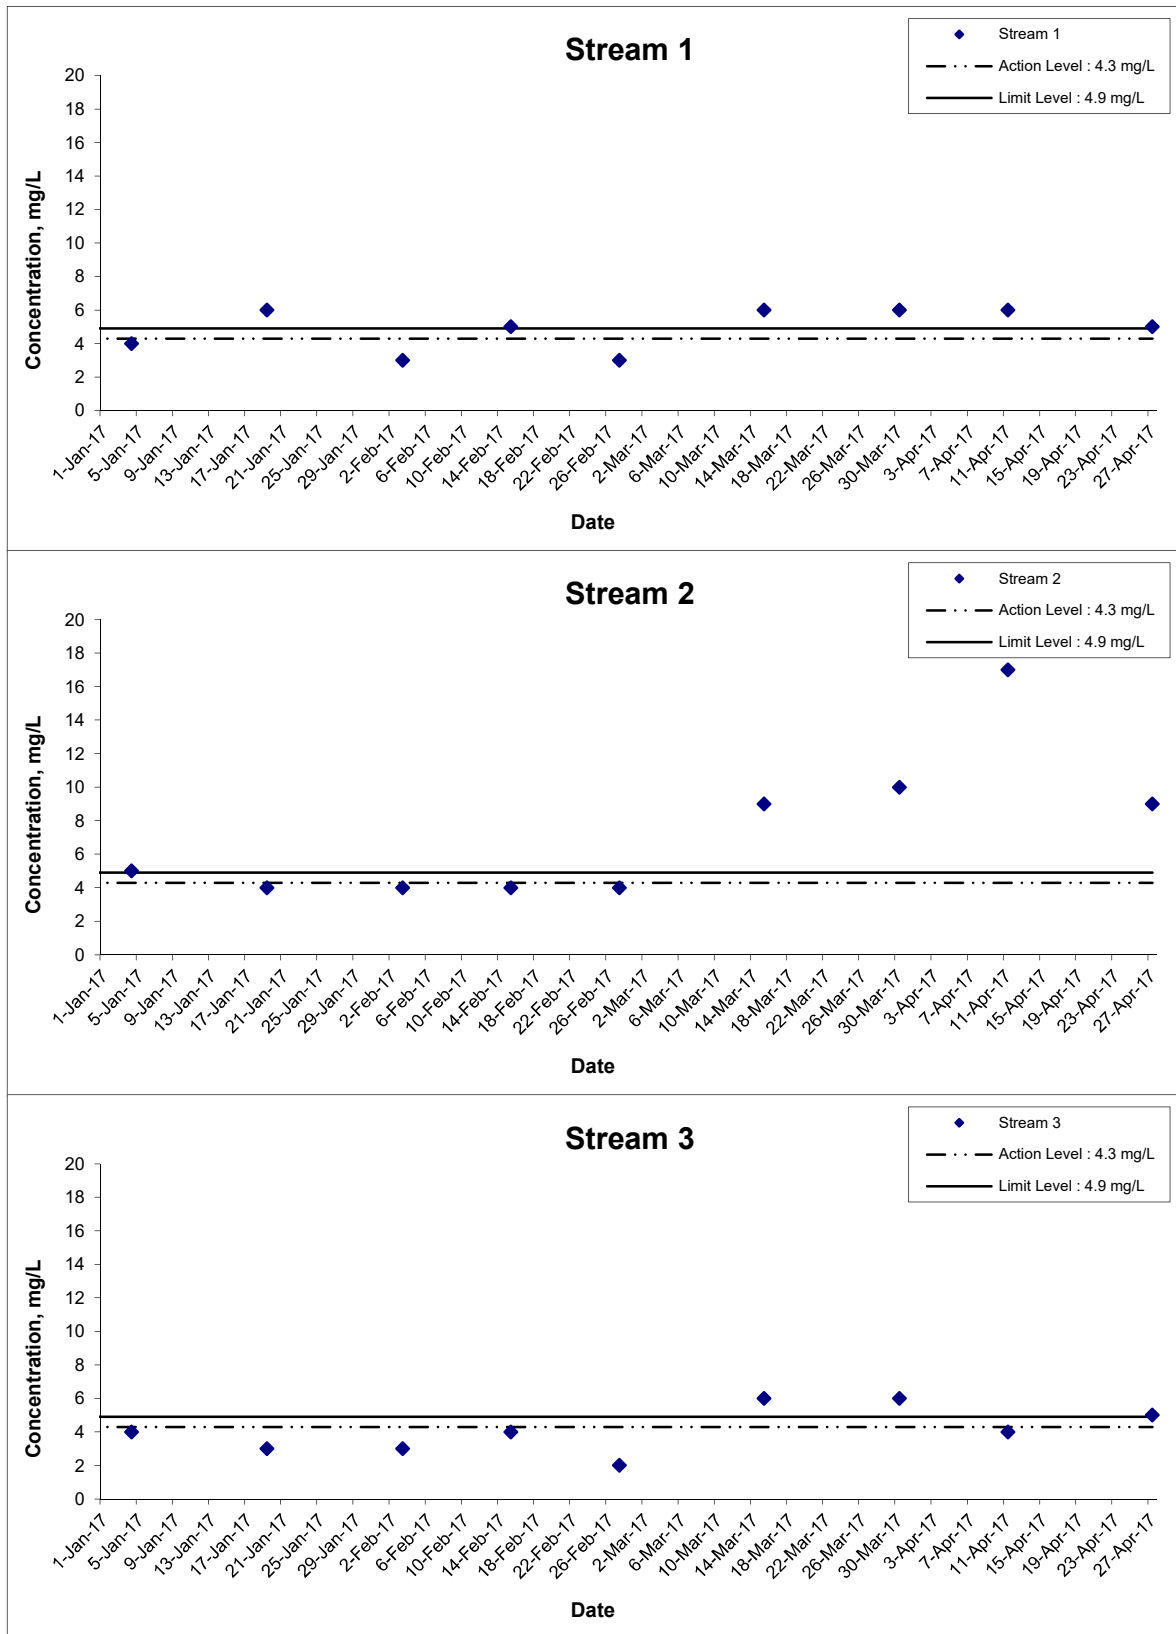 Stream 1
Stream 1
Action Level : 4.3 mg/L
Limit Level : 4.9 mg/L
Concentration, mg/L
20
18
16
14
12
10
8
6
4
2
0
1-Jan-17
5-Jan-17
9-Jan-17
13-Jan-17
17-Jan-17
21-Jan-17
25-Jan-17
29-Jan-17
2-Feb-17
6-Feb-17
10-Feb-17
14-Feb-17
18-Feb-17
22-Feb-17
26-Feb-17
2-Mar-17
6-Mar-17
10-Mar-17
14-Mar-17
18-Mar-17
22-Mar-17
26-Mar-17
30-Mar-17
3-Apr-17
7-Apr-17
11-Apr-17
15-Apr-17
19-Apr-17
23-Apr-17
27-Apr-17
Date
Stream 2
Stream 2
Action Level : 4.3 mg/L
Limit Level : 4.9 mg/L
Concentration, mg/L
20
18
16
14
12
10
8
6
4
2
0
1-Jan-17
5-Jan-17
9-Jan-17
13-Jan-17
17-Jan-17
21-Jan-17
25-Jan-17
29-Jan-17
2-Feb-17
6-Feb-17
10-Feb-17
14-Feb-17
18-Feb-17
22-Feb-17
26-Feb-17
2-Mar-17
6-Mar-17
10-Mar-17
14-Mar-17
18-Mar-17
22-Mar-17
26-Mar-17
30-Mar-17
3-Apr-17
7-Apr-17
11-Apr-17
15-Apr-17
19-Apr-17
23-Apr-17
27-Apr-17
Date
Stream 3
Stream 3
Action Level : 4.3 mg/L
Limit Level : 4.9 mg/L
Concentration, mg/L
20
18
16
14
12
10
8
6
4
2
0
1-Jan-17
5-Jan-17
9-Jan-17
13-Jan-17
17-Jan-17
21-Jan-17
25-Jan-17
29-Jan-17
2-Feb-17
6-Feb-17
10-Feb-17
14-Feb-17
18-Feb-17
22-Feb-17
26-Feb-17
2-Mar-17
6-Mar-17
10-Mar-17
14-Mar-17
18-Mar-17
22-Mar-17
26-Mar-17
30-Mar-17
3-Apr-17
7-Apr-17
11-Apr-17
15-Apr-17
19-Apr-17
23-Apr-17
27-Apr-17
Date